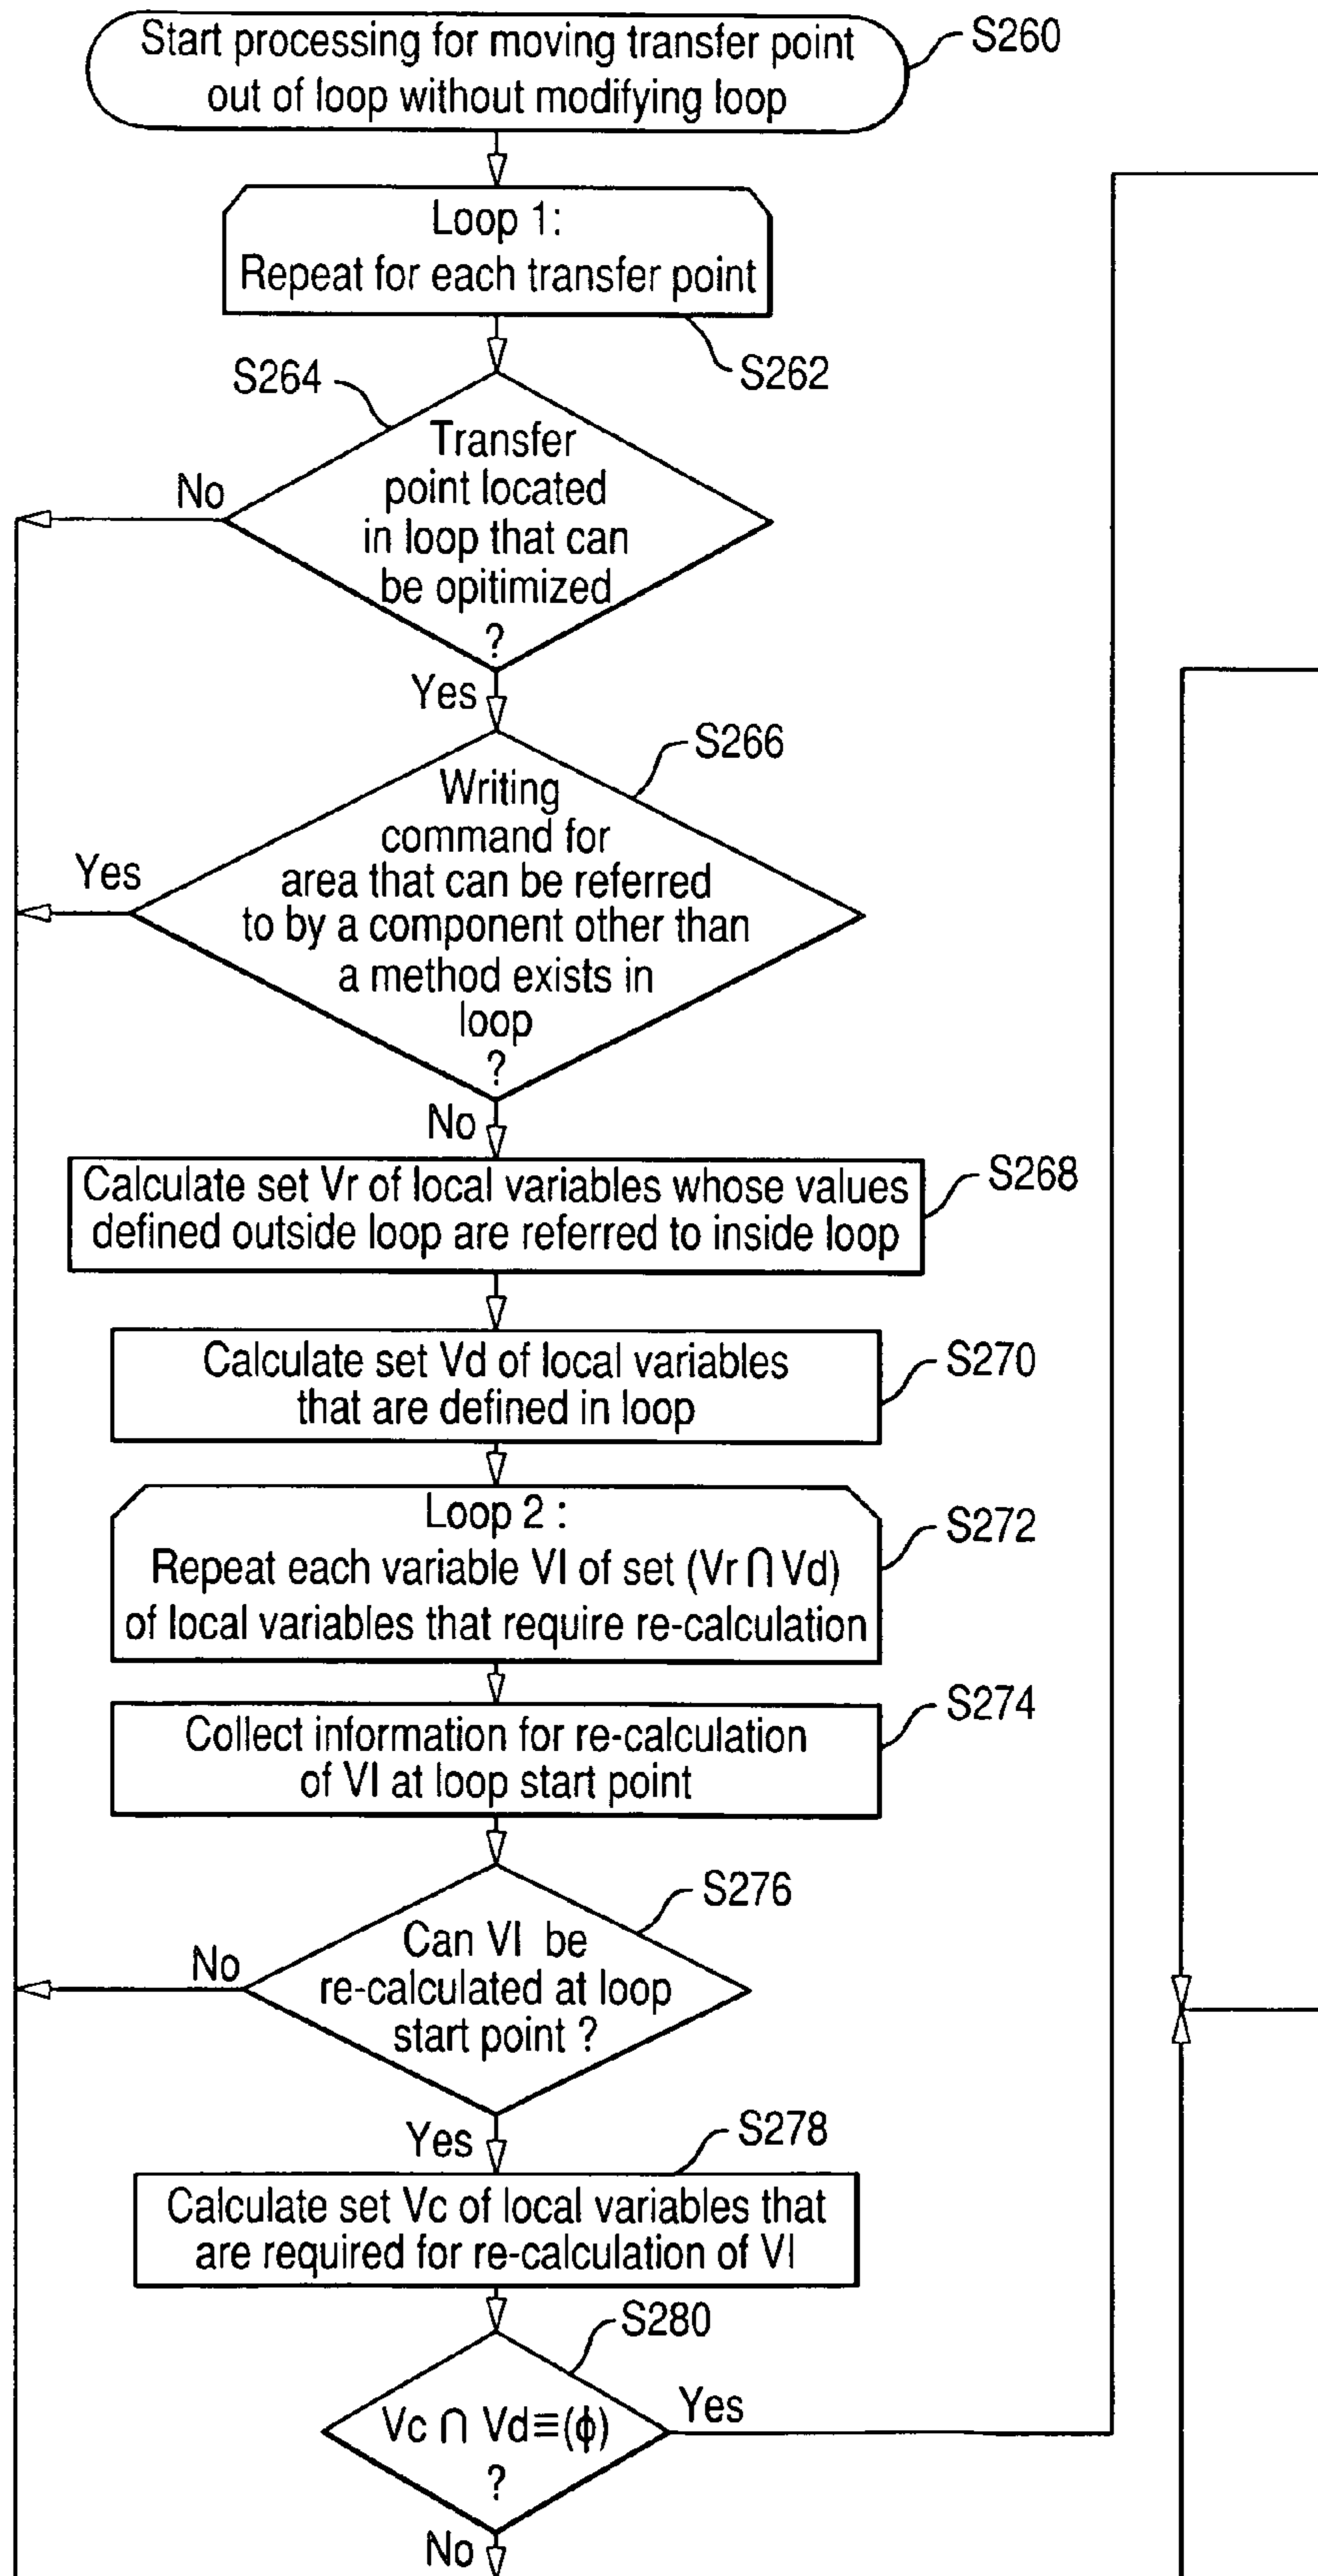 Start processing for moving transfer point
out of loop without modifying loop
S260
Loop 1:
Repeat for each transfer point
S262
S264
Transfer
point located
in loop that can
be opitimized
?
No
Yes
S266
Writing
command for
area that can be referred
to by a component other than
a method exists in
loop
?
Yes
No
Calculate set Vr of local variables whose values
defined outside loop are referred to inside loop
S268
Calculate set Vd of local variables
that are defined in loop
S270
Loop 2 :
Repeat each variable Vl of set (Vr ∩ Vd)
of local variables that require re-calculation
S272
Collect information for re-calculation
of Vl at loop start point
S274
S276
Can Vl be
re-calculated at loop
start point ?
No
Yes
S278
Calculate set Vc of local variables that
are required for re-calculation of Vl
S280
Vc ∩ Vd≡(ϕ)
?
Yes
No